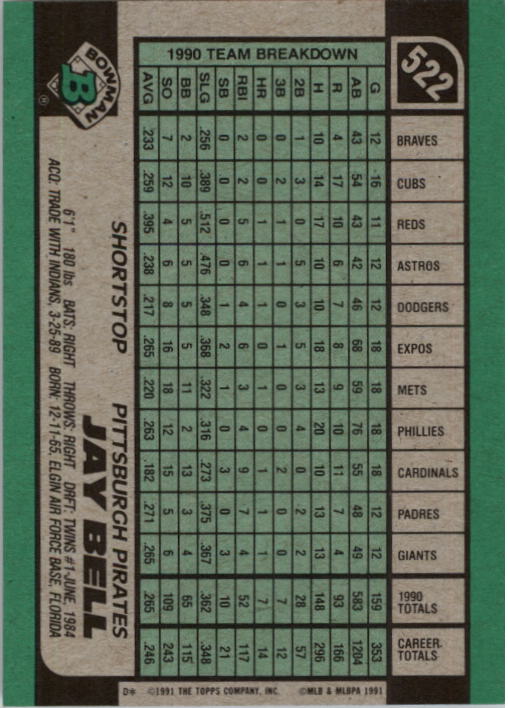 522
1990 TEAM BREAKDOWN
G AB R H 2B 3B HR RBI SB SLG BB SO AVG
BRAVES 12 43 4 10 1 0 0 2 0 .256 2 7 .233
CUBS 16 54 17 14 3 2 0 2 0 .389 10 12 .259
REDS 11 43 10 17 0 1 1 5 0 .512 5 4 .395
ASTROS 12 42 6 10 5 1 1 6 0 .476 5 6 .238
DODGERS 12 46 7 10 3 0 1 4 1 .348 5 8 .217
EXPOS 18 68 8 18 5 1 0 6 2 .368 5 16 .265
METS 18 59 9 13 3 0 1 3 1 .322 11 18 .220
PHILLIES 18 76 8 20 4 0 0 4 0 .316 2 12 .263
CARDINALS 18 55 11 10 0 2 1 9 3 .273 13 15 .182
PADRES 12 48 7 13 2 0 1 7 0 .375 3 5 .271
GIANTS 12 49 4 13 2 0 1 4 3 .367 4 6 .265
1990 TOTALS 159 583 93 148 28 7 7 52 10 .362 65 109 .265
CAREER TOTALS 353 1204 166 296 57 12 14 117 21 .348 115 243 .246
BOWMAN
B
®
SHORTSTOP PITTSBURGH PIRATES
JAY BELL
6'1" 180 lbs BATS: RIGHT THROWS: RIGHT DRFT: TWINS #1-JUNE, 1984
ACQ: TRADE WITH INDIANS, 3-25-89 BORN: 12-11-65, ELGIN AIR FORCE BASE, FLORIDA
D* ©1991 THE TOPPS COMPANY, INC. ©MLB & MLBPA 1991